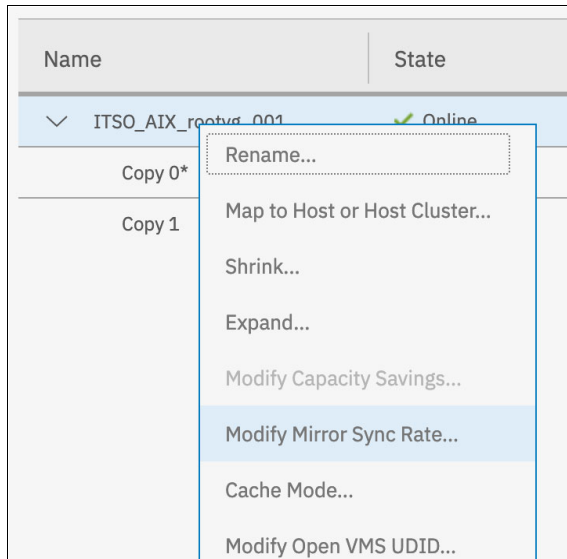 Name State
ITSO_AIX_rootvg_001 Online
Rename...
Copy 0*
Map to Host or Host Cluster...
Copy 1
Shrink...
Expand...
Modify Capacity Savings...
Modify Mirror Sync Rate...
Cache Mode...
Modify Open VMS UDID...